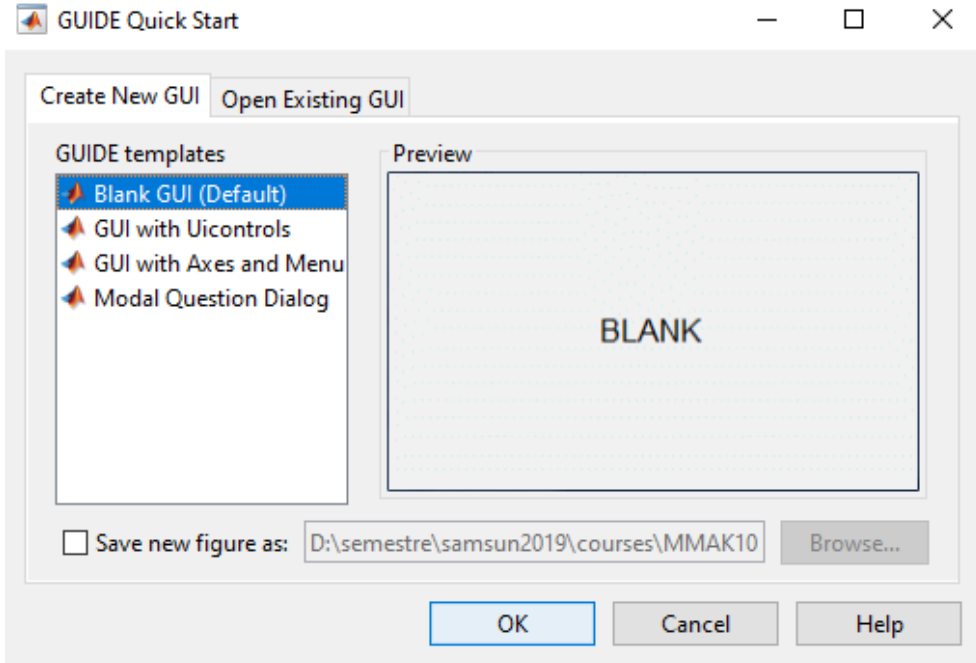 GUIDE Quick Start
Create New GUI
Open Existing GUI
GUIDE templates
Blank GUI (Default)
GUI with Uicontrols
GUI with Axes and Menu
Modal Question Dialog
Preview
BLANK
Save new figure as:
D:\semestre\samsun2019\courses\MMAK10
Browse...
OK
Cancel
Help